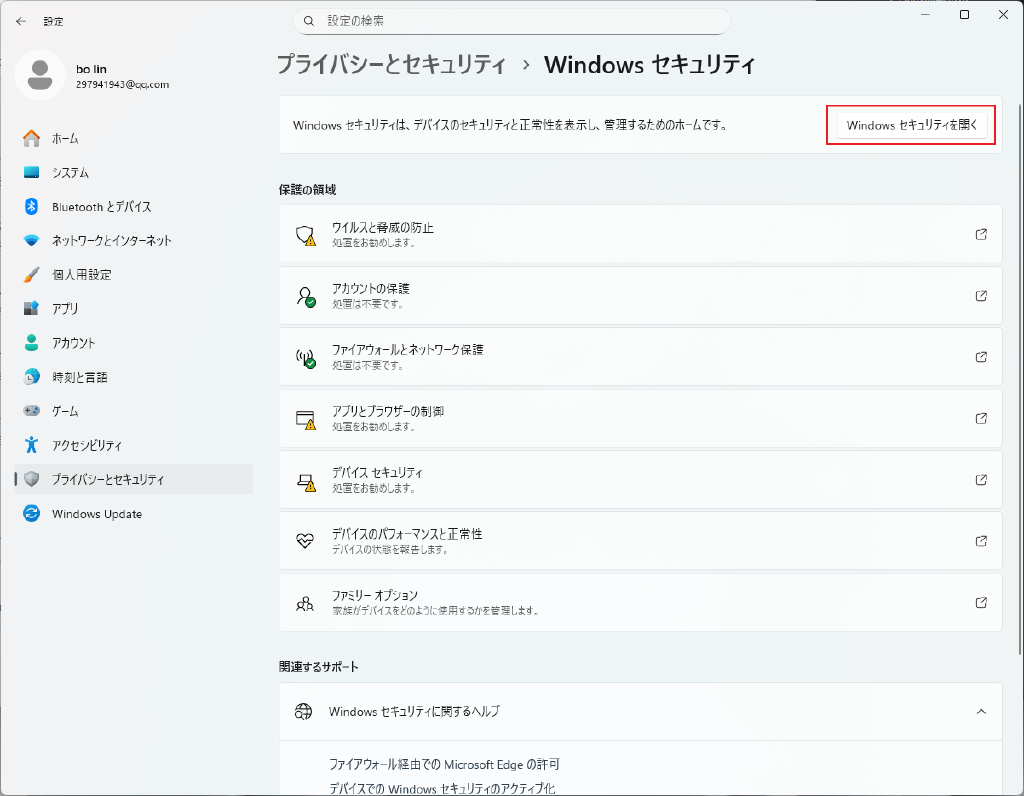 設定
設定の検索
bo lin
297941943@qq.com
ホーム
システム
Bluetooth とデバイス
ネットワークとインターネット
個人用設定
アプリ
アカウント
時刻と言語
ゲーム
アクセシビリティ
プライバシーとセキュリティ
Windows Update
プライバシーとセキュリティ › Windows セキュリティ
Windows セキュリティは、デバイスのセキュリティと正常性を表示し、管理するためのホームです。
Windows セキュリティを開く
保護の領域
ウイルスと脅威の防止
処置をお勧めします。
アカウントの保護
処置は不要です。
ファイアウォールとネットワーク保護
処置は不要です。
アプリとブラウザーの制御
処置をお勧めします。
デバイス セキュリティ
処置をお勧めします。
デバイスのパフォーマンスと正常性
デバイスの状態を報告します。
ファミリー オプション
家族がデバイスをどのように使用するかを管理します。
関連するサポート
Windows セキュリティに関するヘルプ
ファイアウォール経由での Microsoft Edge の許可
デバイスでの Windows セキュリティのアクティブ化